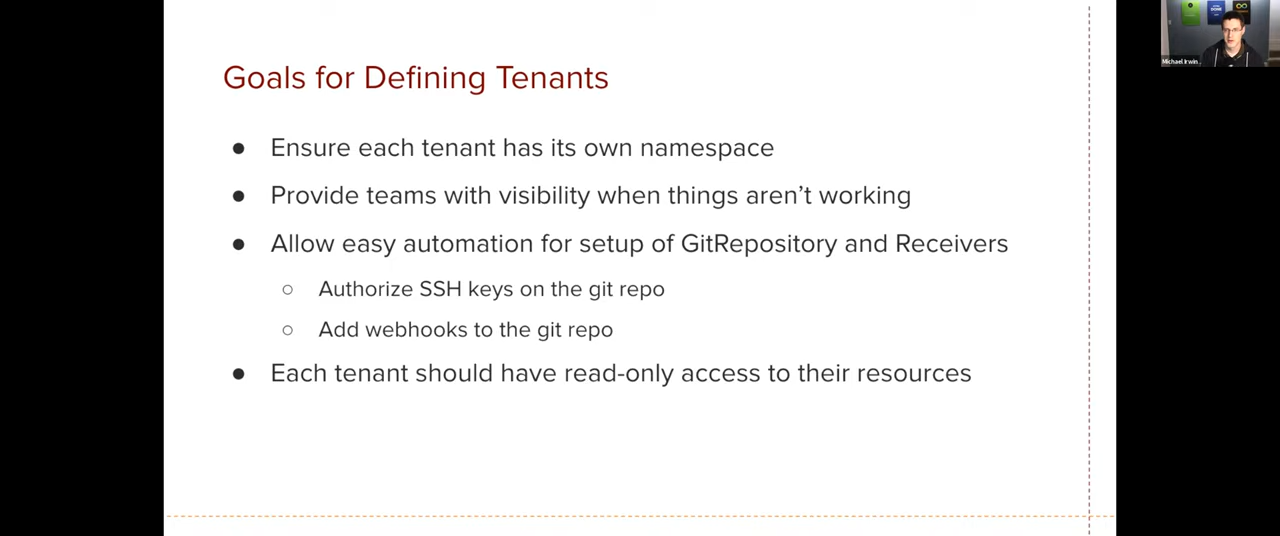 Goals for Defining Tenants
● Ensure each tenant has its own namespace
● Provide teams with visibility when things aren’t working
● Allow easy automation for setup of GitRepository and Receivers
○ Authorize SSH keys on the git repo
○ Add webhooks to the git repo
● Each tenant should have read-only access to their resources
Michael Irwin